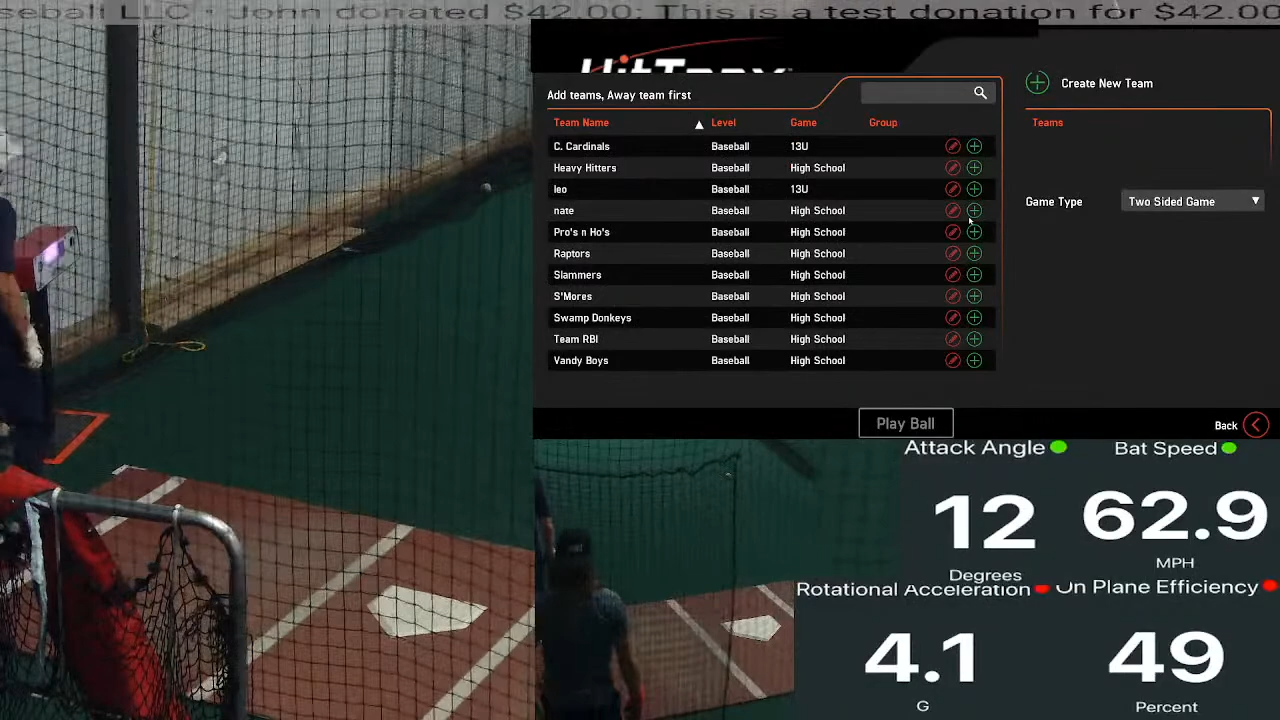 seball LLC · John donated $42.00: This is a test donation for $42.00
HitTrax
Add teams, Away team first
Create New Team
Team Name ▲ Level Game Group
Teams
C. Cardinals Baseball 13U
Heavy Hitters Baseball High School
leo Baseball 13U
nate Baseball High School
Game Type Two Sided Game ▼
Pro's n Ho's Baseball High School
Raptors Baseball High School
Slammers Baseball High School
S'Mores Baseball High School
Swamp Donkeys Baseball High School
Team RBI Baseball High School
Vandy Boys Baseball High School
Play Ball
Back
Attack Angle Bat Speed
12 62.9
Degrees MPH
Rotational Acceleration On Plane Efficiency
4.1 49
G Percent